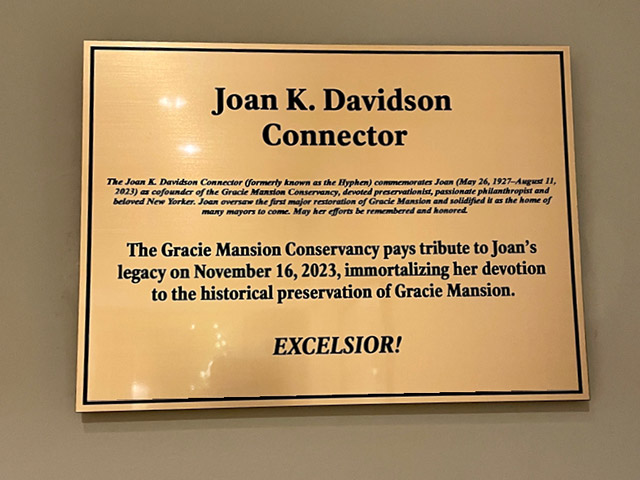 Joan K. Davidson
Connector
The Joan K. Davidson Connector (formerly known as the Hyphen) commemorates Joan (May 26, 1927–August 11,
2023) as cofounder of the Gracie Mansion Conservancy, devoted preservationist, passionate philanthropist and
beloved New Yorker. Joan oversaw the first major restoration of Gracie Mansion and solidified it as the home of
many mayors to come. May her efforts be remembered and honored.
The Gracie Mansion Conservancy pays tribute to Joan's
legacy on November 16, 2023, immortalizing her devotion
to the historical preservation of Gracie Mansion.
EXCELSIOR!